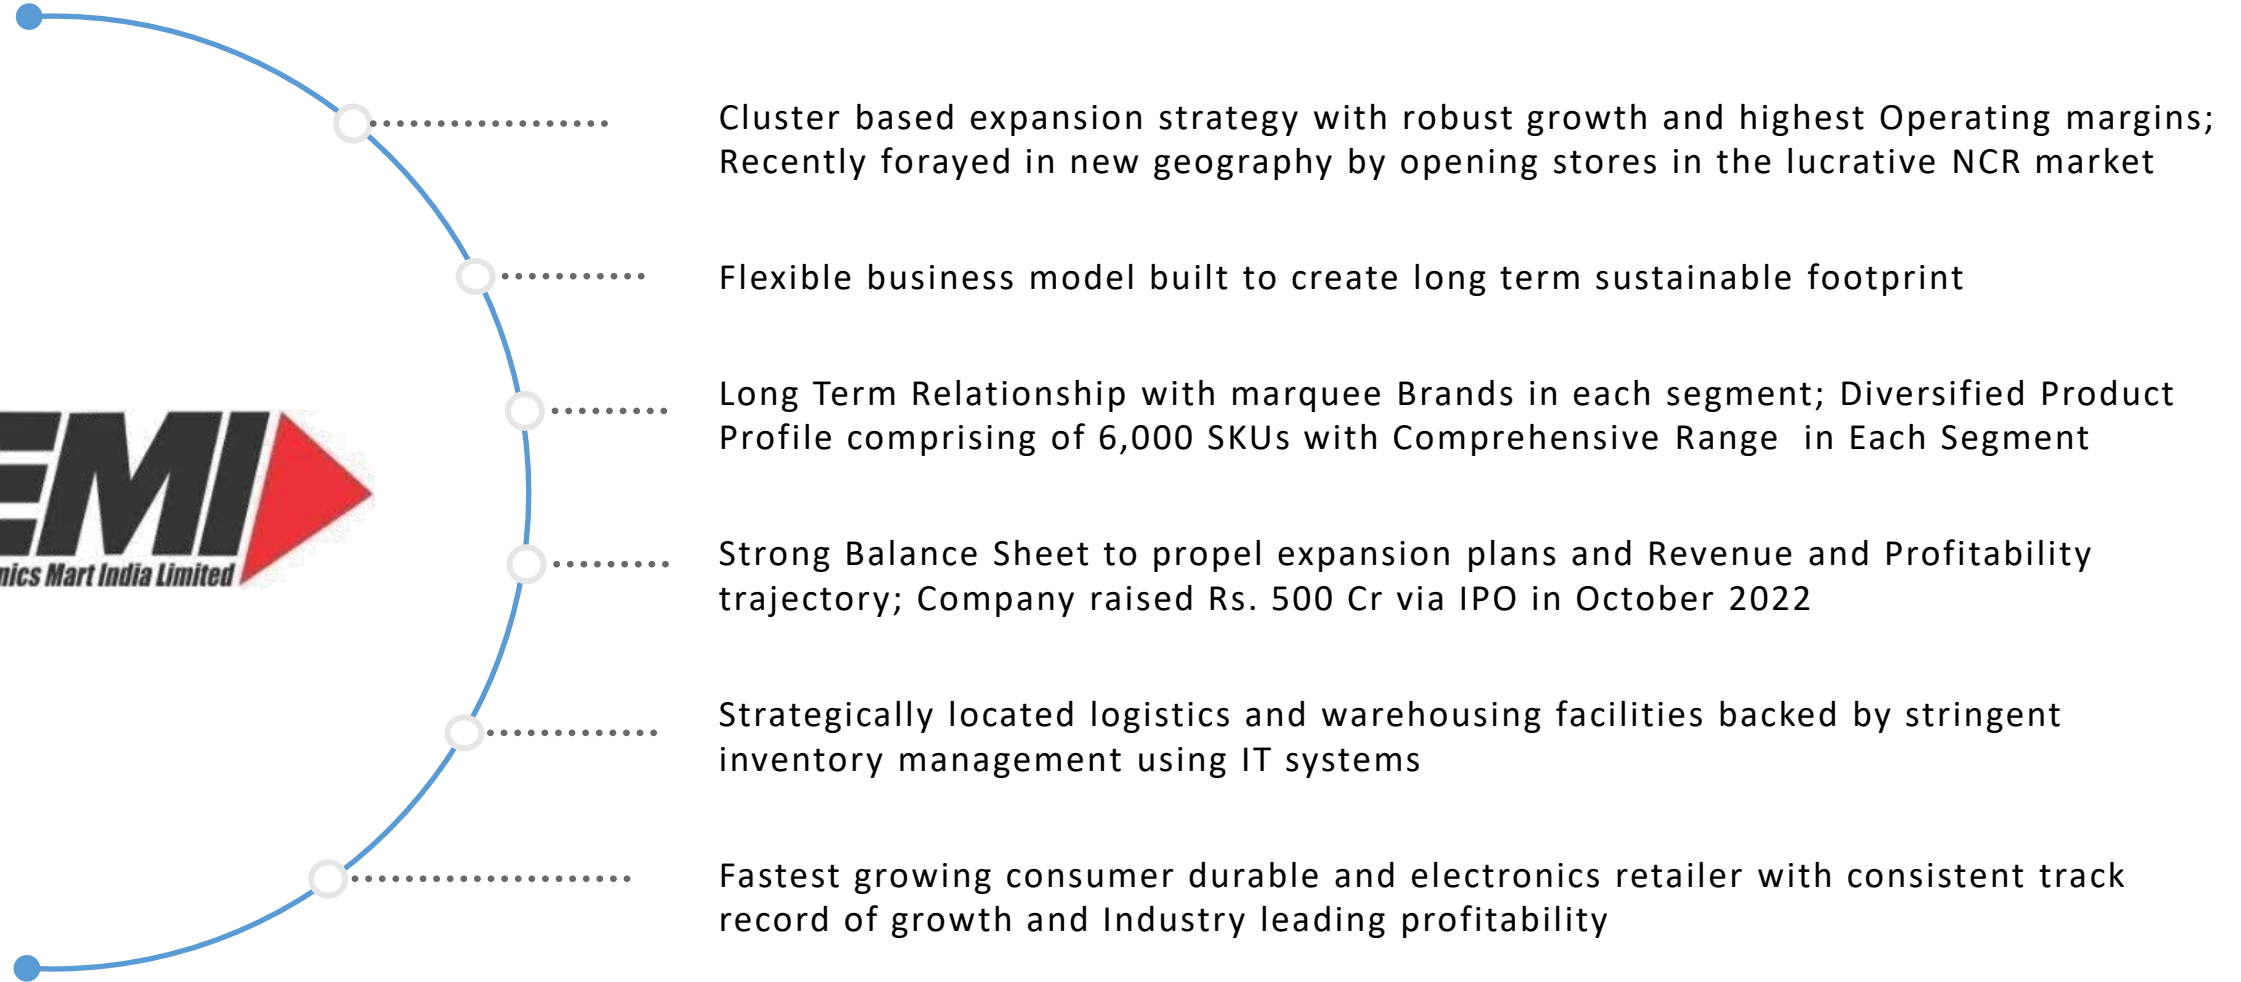 Cluster based expansion strategy with robust growth and highest Operating margins;
Recently forayed in new geography by opening stores in the lucrative NCR market
Flexible business model built to create long term sustainable footprint
Long Term Relationship with marquee Brands in each segment; Diversified Product
Profile comprising of 6,000 SKUs with Comprehensive Range in Each Segment
EMI
nics Mart India Limited
Strong Balance Sheet to propel expansion plans and Revenue and Profitability
trajectory; Company raised Rs. 500 Cr via IPO in October 2022
Strategically located logistics and warehousing facilities backed by stringent
inventory management using IT systems
Fastest growing consumer durable and electronics retailer with consistent track
record of growth and Industry leading profitability